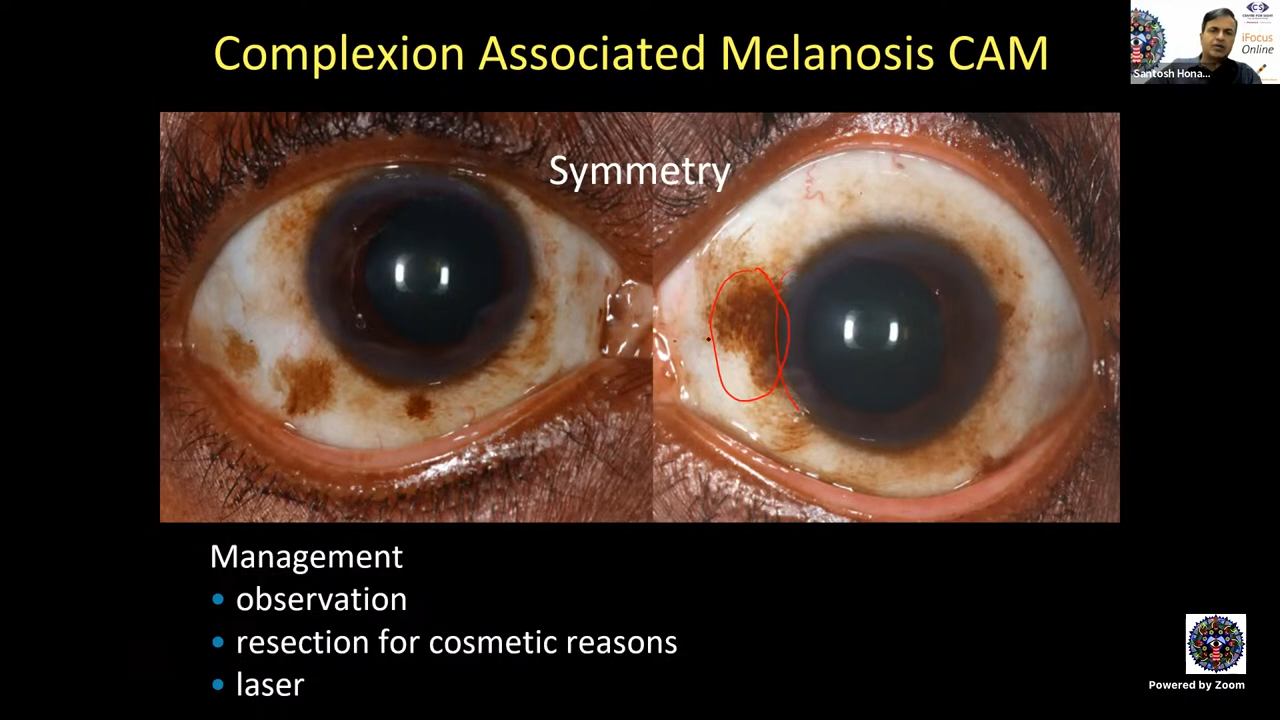 Complexion Associated Melanosis CAM
Symmetry
Management
• observation
• resection for cosmetic reasons
• laser
Santosh Hona...
CS
iFocus
Online
Powered by Zoom